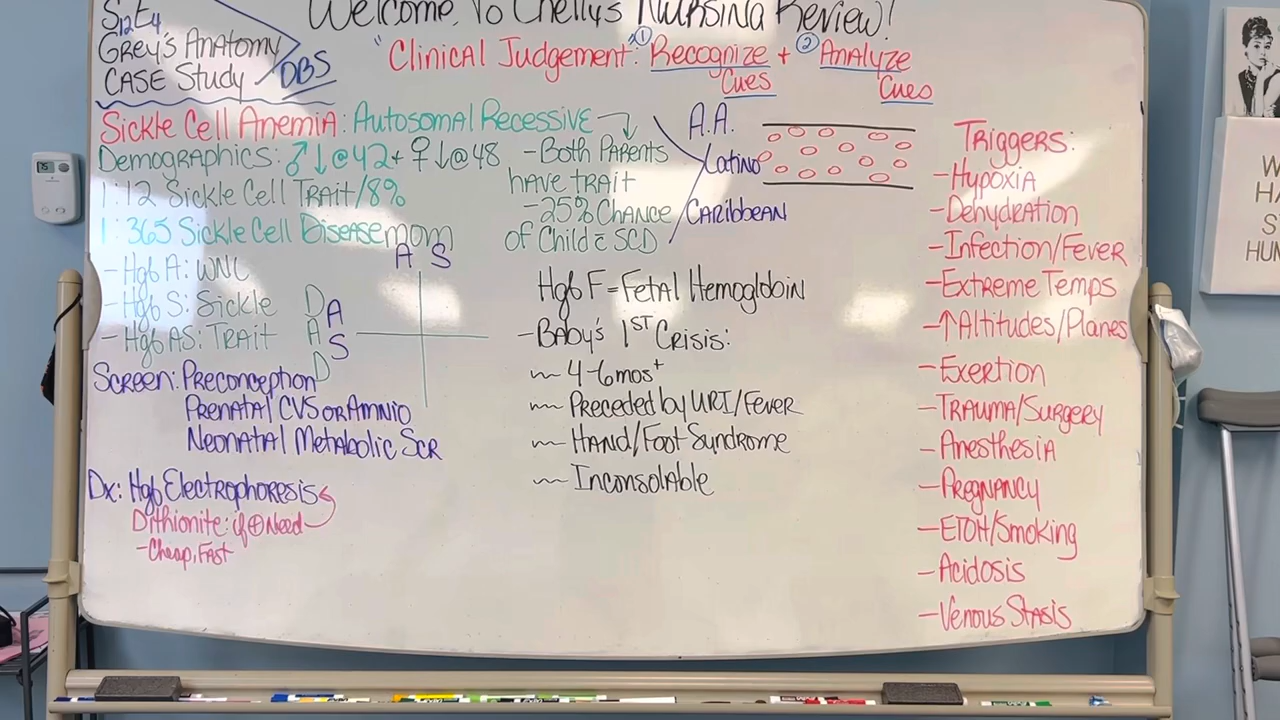 Welcome To Chelly's Nursing Review!
S12E4
Grey's Anatomy
Case Study
DBS
"Clinical Judgement: ① Recognize Cues + ② Analyze Cues
Sickle Cell Anemia: Autosomal Recessive
Demographics: ♂↓@42 + ♀↓@48
1:12 Sickle Cell Trait/8%
1:365 Sickle Cell Disease
- Hgb A: WNL
- Hgb S: Sickle
- Hgb AS: Trait
mom
A S
DAD
A
S
Screen: Preconception
Prenatal CVS or Amnio
Neonatal Metabolic Scr
Dx: Hgb Electrophoresis
Dithionite: if ⊕ Need
- Cheap, Fast
- Both Parents
have trait
- 25% Chance
of Child c̄ SCD
A.A.
Latino
Caribbean
Hgb F = Fetal Hemoglobin
- Baby's 1ST Crisis:
~ 4-6mos+
~ Preceded by URI/Fever
~ Hand/Foot Syndrome
~ Inconsolable
Triggers:
- Hypoxia
- Dehydration
- Infection/Fever
- Extreme Temps
- ↑Altitudes/Planes
- Exertion
- Trauma/Surgery
- Anesthesia
- Pregnancy
- ETOH/Smoking
- Acidosis
- Venous Stasis